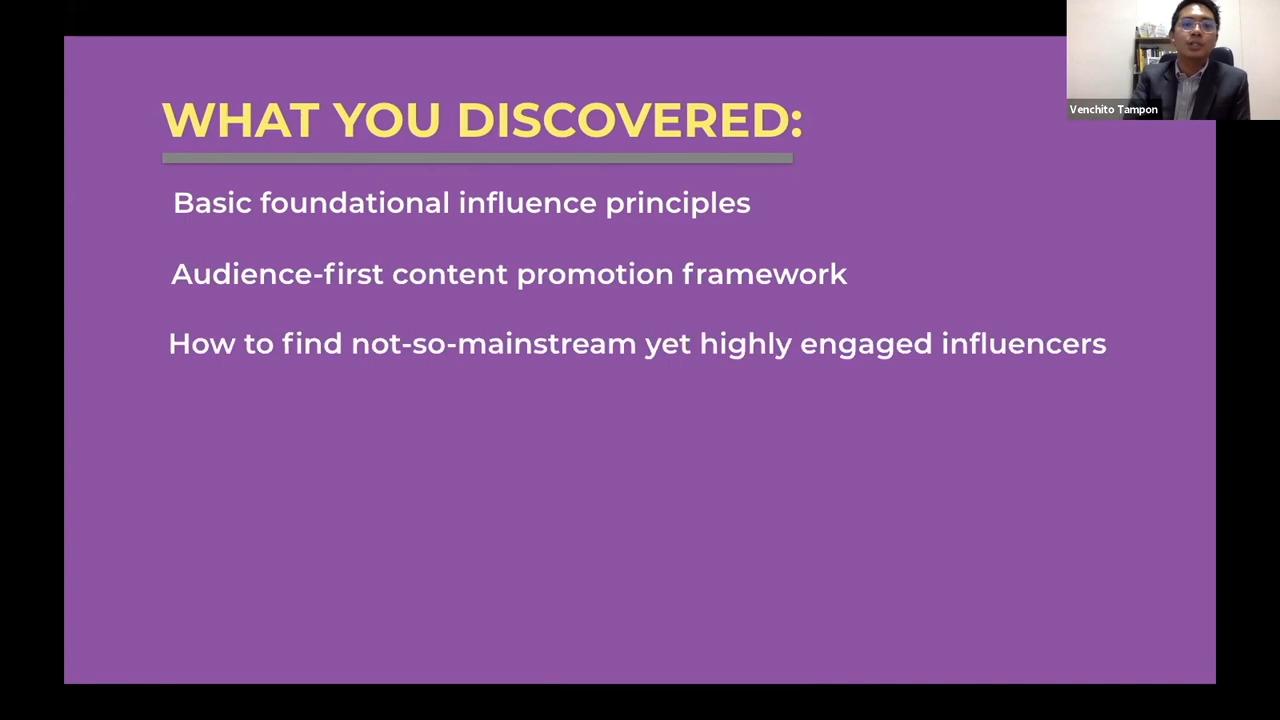 WHAT YOU DISCOVERED:
Basic foundational influence principles
Audience-first content promotion framework
How to find not-so-mainstream yet highly engaged influencers
Venchito Tampon